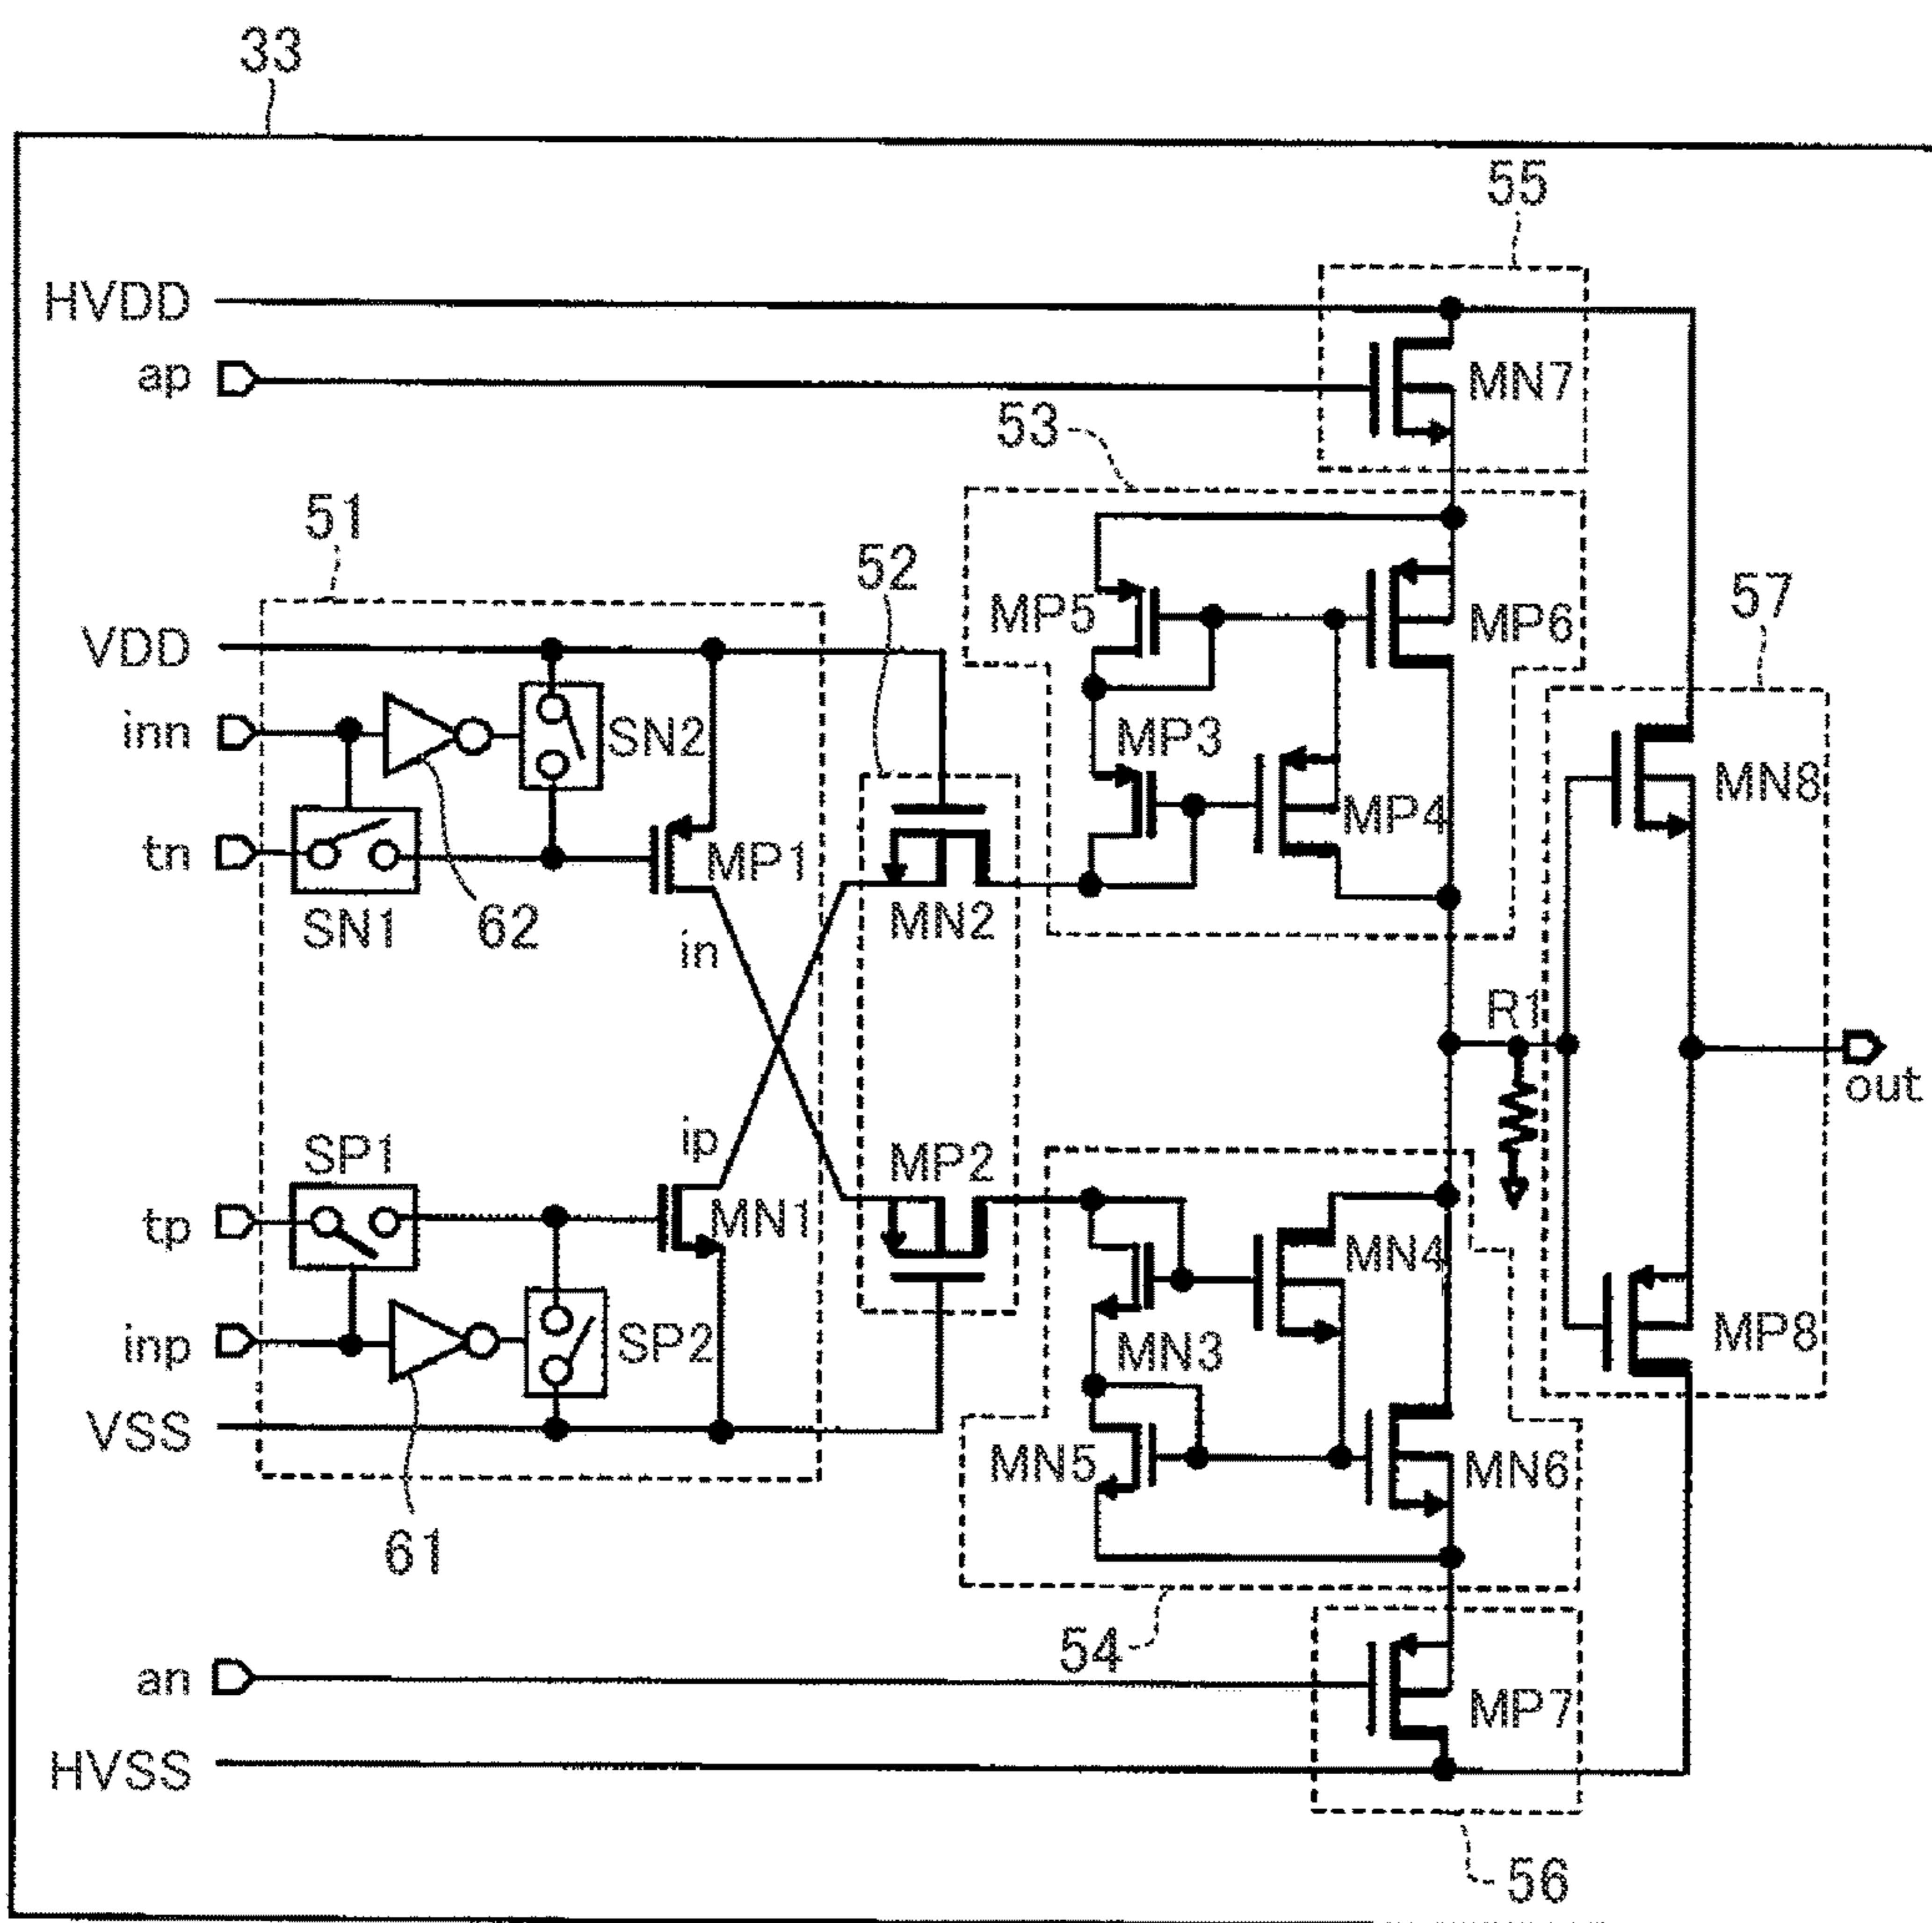 33
55
HVDD
ap
MN7
53
51
52
57
MP5
MP6
VDD
inn
SN2
MP3
MN8
tn
MP1
MP4
SN1
62
in
MN2
R1
out
SP1
ip
MP2
tp
MN1
MN4
inp
SP2
MN3
MP8
VSS
MN5
MN6
61
54
an
MP7
HVSS
56